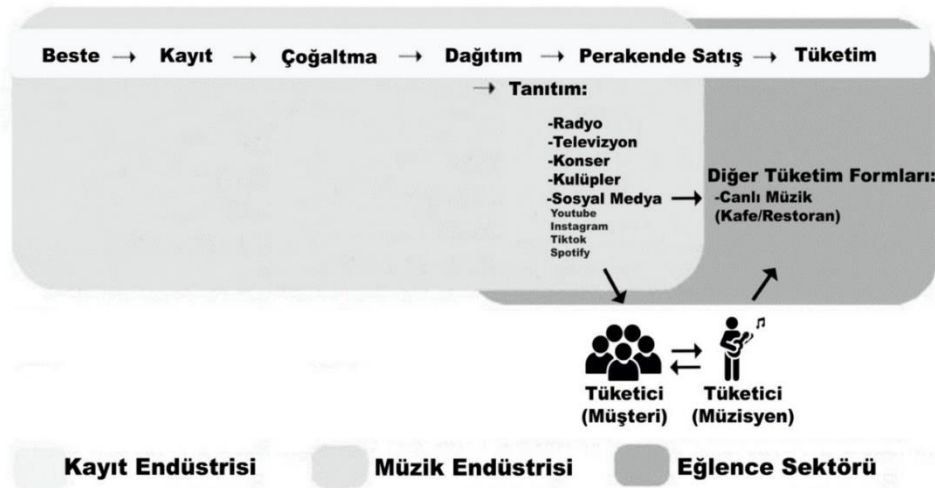 Beste → Kayıt → Çoğaltma → Dağıtım → Perakende Satış → Tüketim
→ Tanıtım:
-Radyo
-Televizyon
-Konser
-Kulüpler
-Sosyal Medya →
Youtube
Instagram
Tiktok
Spotify
Diğer Tüketim Formları:
-Canlı Müzik
(Kafe/Restoran)
Tüketici
(Müşteri)
Tüketici
(Müzisyen)
Kayıt Endüstrisi
Müzik Endüstrisi
Eğlence Sektörü